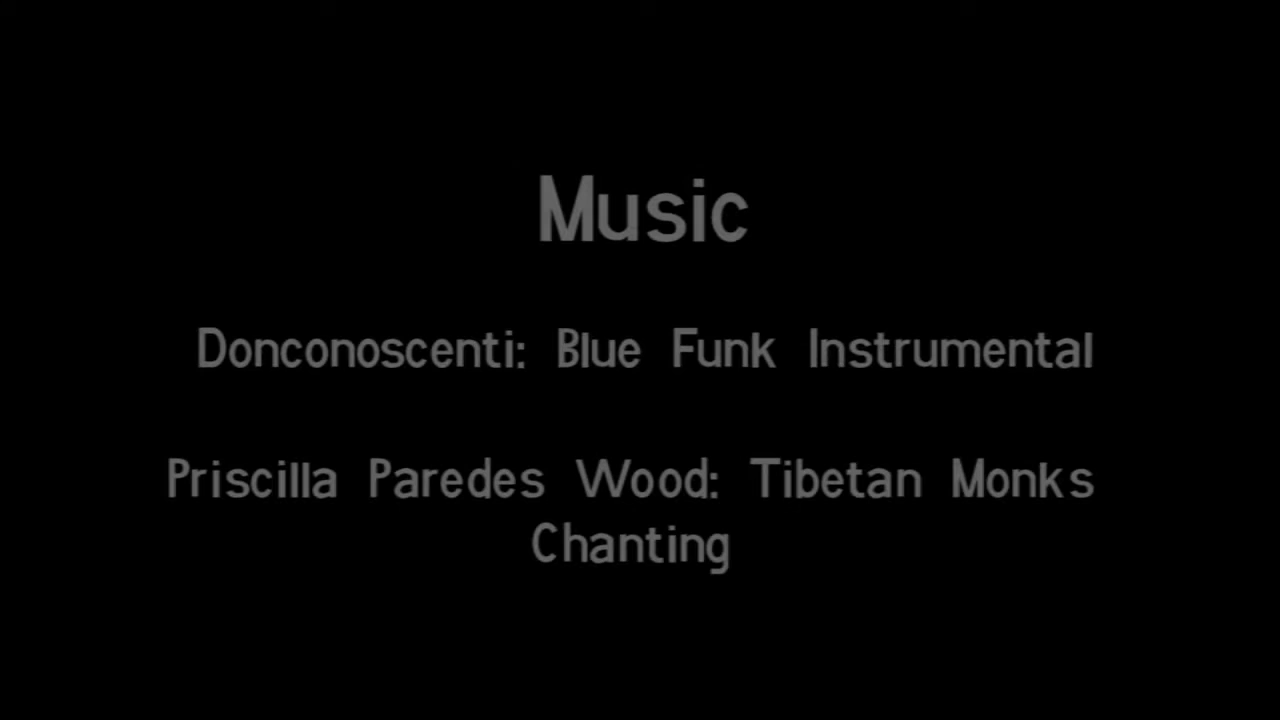 Music
Donconoscenti: Blue Funk Instrumental
Priscilla Paredes Wood: Tibetan Monks
Chanting